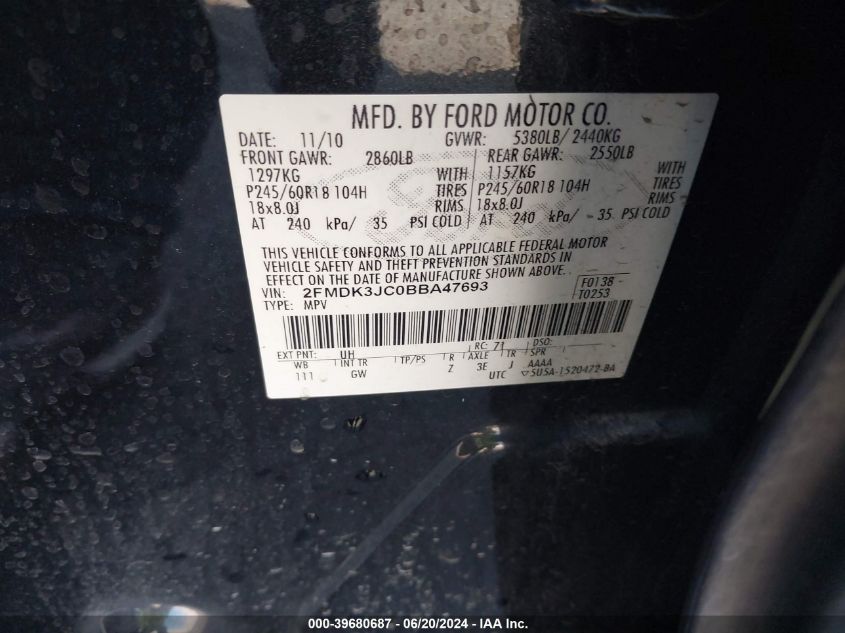 MFD. BY FORD MOTOR CO.
DATE: 11/10 GVWR: 5380LB/ 2440KG
FRONT GAWR: 2860LB REAR GAWR: 2550LB
1297KG WITH 1157KG WITH
P245/60R18 104H TIRES P245/60R18 104H TIRES
18x8.0J RIMS 18x8.0J RIMS
AT 240 kPa/ 35 PSI COLD AT 240 kPa/ 35 PSI COLD
THIS VEHICLE CONFORMS TO ALL APPLICABLE FEDERAL MOTOR
VEHICLE SAFETY AND THEFT PREVENTION STANDARDS IN
EFFECT ON THE DATE OF MANUFACTURE SHOWN ABOVE.
VIN: 2FMDK3JC0BBA47693 F0138
TYPE: MPV T0253
EXT PNT: UH RC: 71 DSO:
WB INT TR TP/PS R AXLE TR SPR
111 GW Z 3E J AAAA
UTC ▽5USA-1520472-BA
000-39680687 - 06/20/2024 - IAA Inc.